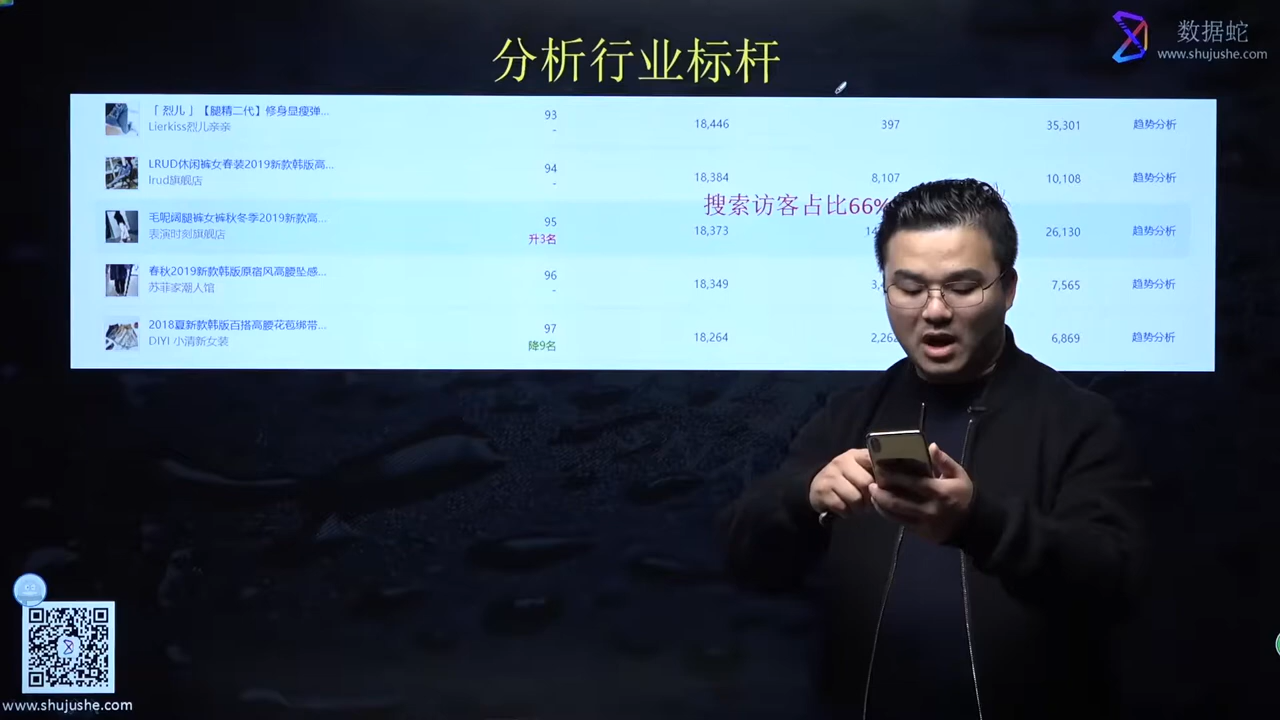 数据蛇
www.shujushe.com
分析行业标杆
「 烈儿 」【腿精二代】修身显瘦弹...
Lierkiss烈儿亲亲
93
-
18,446
397
35,301
趋势分析
LRUD休闲裤女春装2019新款韩版高...
lrud旗舰店
94
-
18,384
8,107
10,108
趋势分析
搜索访客占比66%
毛呢阔腿裤女裤秋冬季2019新款高...
表演时刻旗舰店
95
升3名
18,373
26,130
趋势分析
春秋2019新款韩版原宿风高腰坠感...
苏菲家潮人馆
96
-
18,349
7,565
趋势分析
2018夏新款韩版百搭高腰花苞绑带...
DIYI 小清新女装
97
降9名
18,264
2,262
6,869
趋势分析
www.shujushe.com